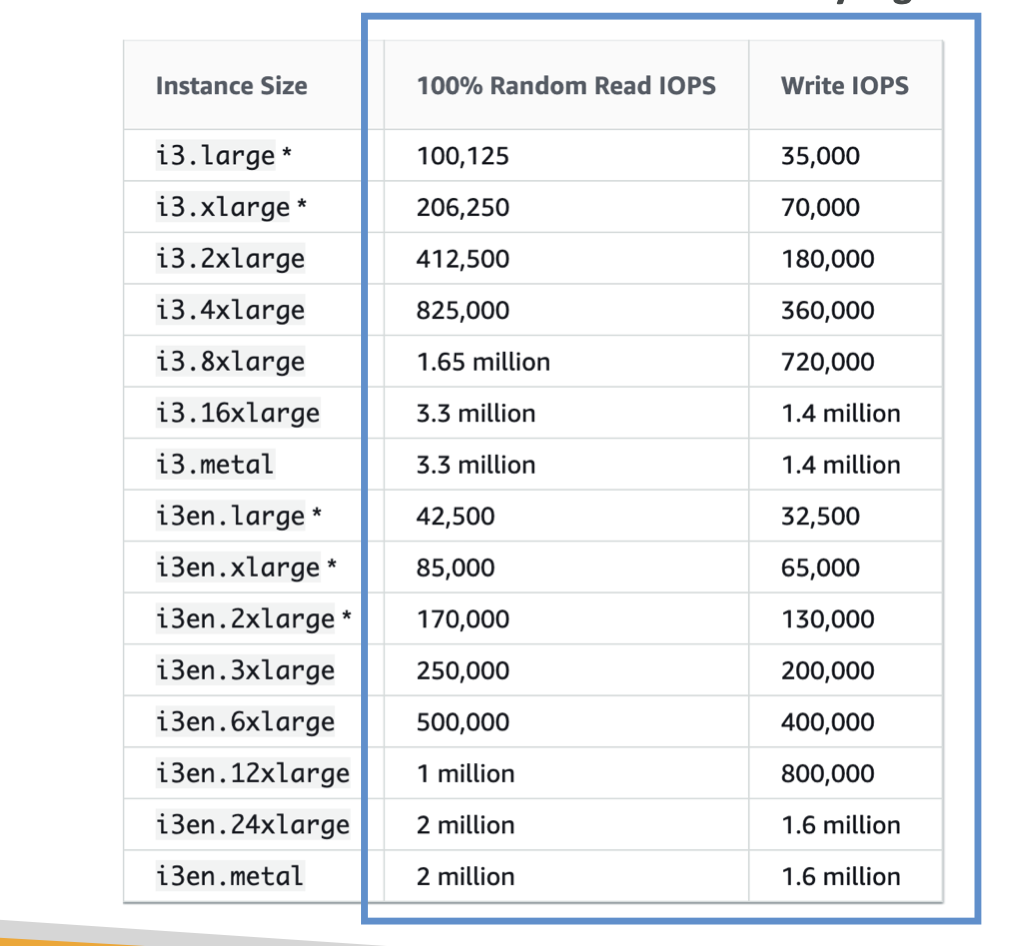 Instance Size 100% Random Read IOPS Write IOPS
i3.large * 100,125 35,000
i3.xlarge * 206,250 70,000
i3.2xlarge 412,500 180,000
i3.4xlarge 825,000 360,000
i3.8xlarge 1.65 million 720,000
i3.16xlarge 3.3 million 1.4 million
i3.metal 3.3 million 1.4 million
i3en.large * 42,500 32,500
i3en.xlarge * 85,000 65,000
i3en.2xlarge * 170,000 130,000
i3en.3xlarge 250,000 200,000
i3en.6xlarge 500,000 400,000
i3en.12xlarge 1 million 800,000
i3en.24xlarge 2 million 1.6 million
i3en.metal 2 million 1.6 million